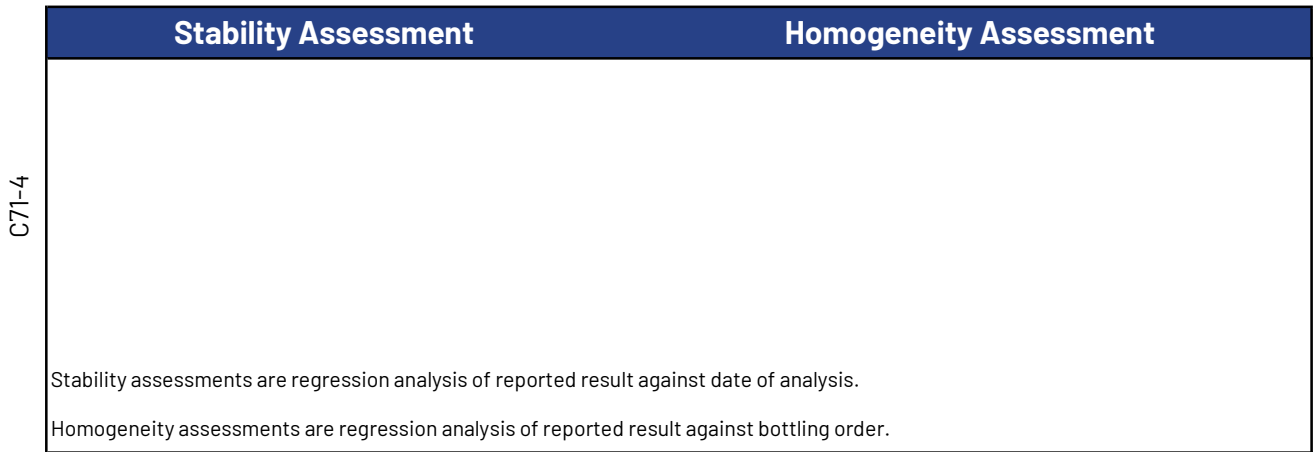 Stability Assessment
Homogeneity Assessment
C71-4
Stability assessments are regression analysis of reported result against date of analysis.
Homogeneity assessments are regression analysis of reported result against bottling order.